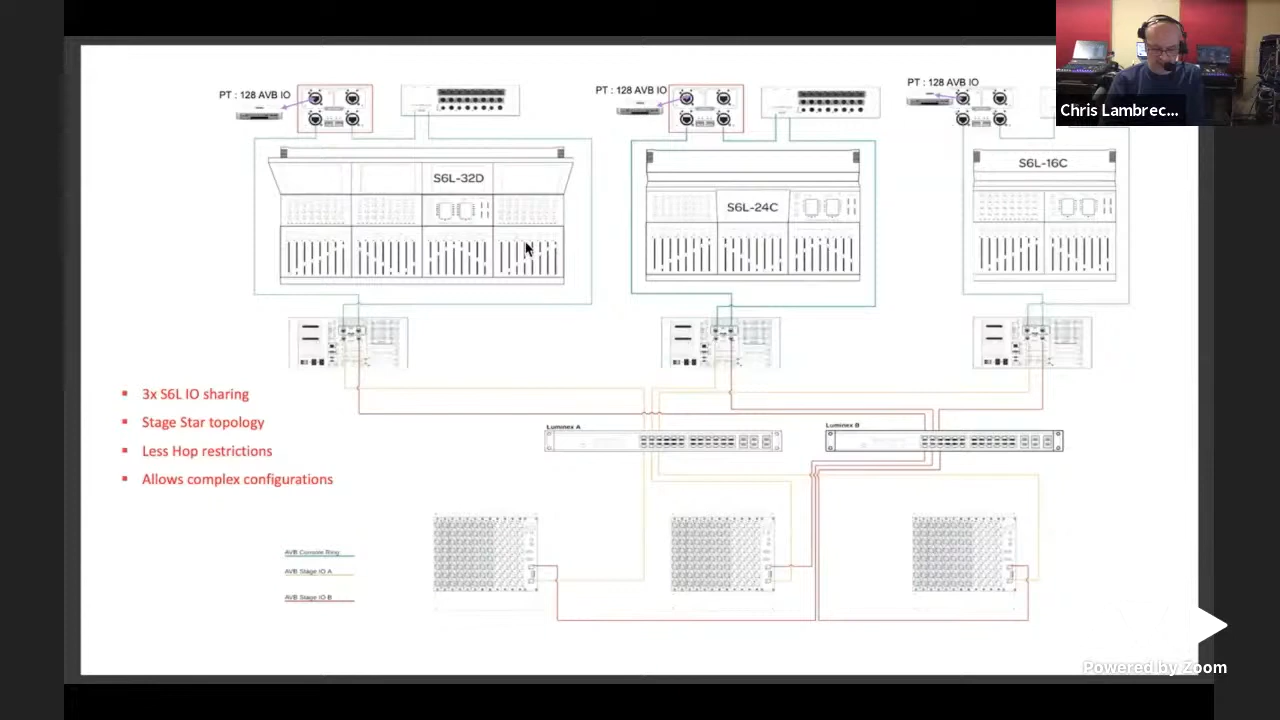 PT : 128 AVB IO
PT : 128 AVB IO
PT : 128 AVB IO
Chris Lambrec...
S6L-32D
S6L-24C
S6L-16C
▪ 3x S6L IO sharing
▪ Stage Star topology
▪ Less Hop restrictions
▪ Allows complex configurations
Luminex A
Luminex B
AVB Console Ring
AVB Stage IO A
AVB Stage IO B
Powered by Zoom